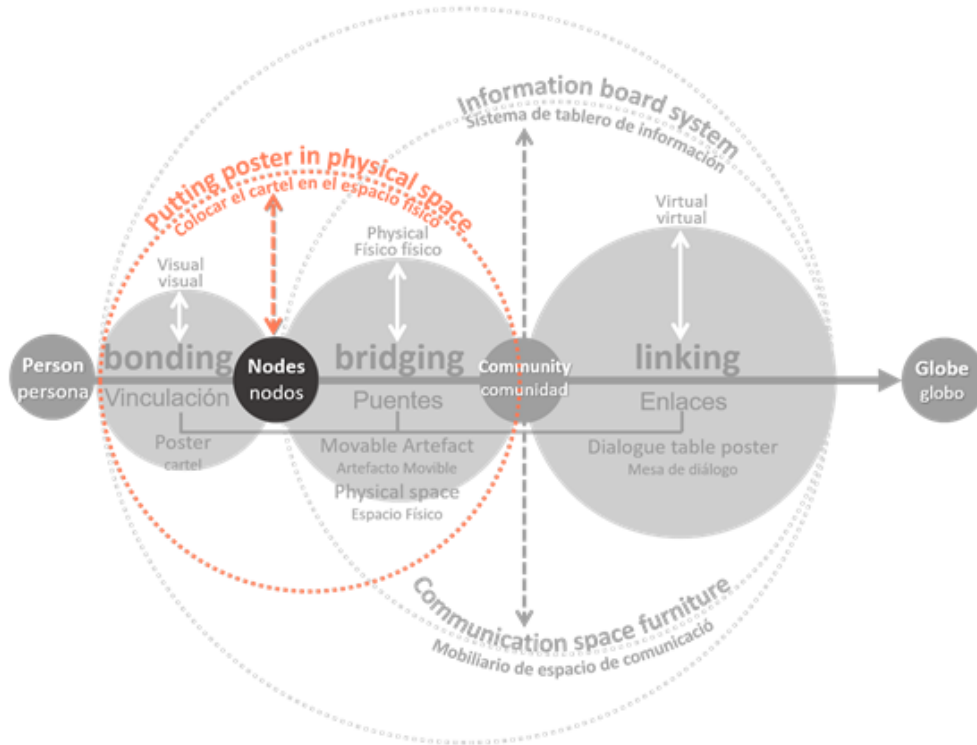 Information board system
Sistema de tablero de información
Putting poster in physical space
Colocar el cartel en el espacio físico
Virtual
virtual
Physical
Físico físico
Visual
visual
Person
persona
bonding
Vinculación
Nodes
nodos
bridging
Puentes
Community
comunidad
linking
Enlaces
Globe
globo
Poster
cartel
Movable Artefact
Artefacto Movible
Physical space
Espacio Físico
Dialogue table poster
Mesa de diálogo
Communication space furniture
Mobiliario de espacio de comunicació